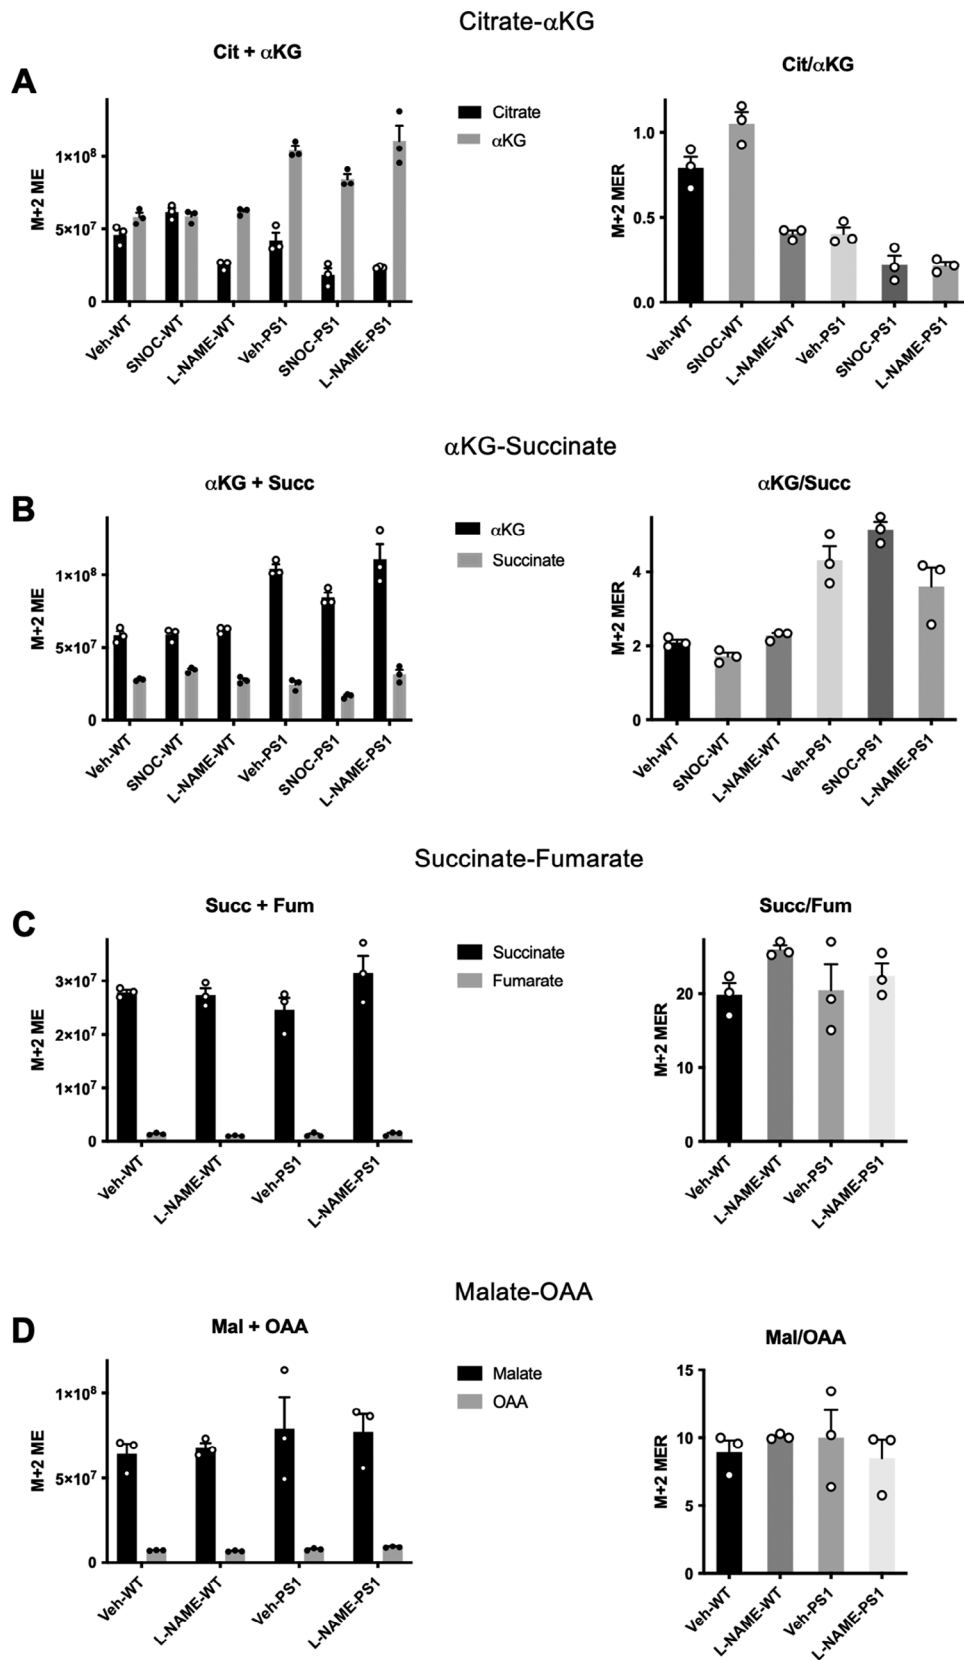 Citrate-αKG
A
Cit + αKG
Cit/αKG
Citrate
αKG
M+2 ME
1×10⁸
5×10⁷
0
Veh-WT
SNOC-WT
L-NAME-WT
Veh-PS1
SNOC-PS1
L-NAME-PS1
M+2 MER
1.0
0.5
0.0
Veh-WT
SNOC-WT
L-NAME-WT
Veh-PS1
SNOC-PS1
L-NAME-PS1
αKG-Succinate
B
αKG + Succ
αKG/Succ
αKG
Succinate
M+2 ME
1×10⁸
5×10⁷
0
Veh-WT
SNOC-WT
L-NAME-WT
Veh-PS1
SNOC-PS1
L-NAME-PS1
M+2 MER
4
2
0
Veh-WT
SNOC-WT
L-NAME-WT
Veh-PS1
SNOC-PS1
L-NAME-PS1
Succinate-Fumarate
C
Succ + Fum
Succ/Fum
Succinate
Fumarate
M+2 ME
3×10⁷
2×10⁷
1×10⁷
0
Veh-WT
L-NAME-WT
Veh-PS1
L-NAME-PS1
M+2 MER
20
10
0
Veh-WT
L-NAME-WT
Veh-PS1
L-NAME-PS1
Malate-OAA
D
Mal + OAA
Mal/OAA
Malate
OAA
M+2 ME
1×10⁸
5×10⁷
0
Veh-WT
L-NAME-WT
Veh-PS1
L-NAME-PS1
M+2 MER
15
10
5
0
Veh-WT
L-NAME-WT
Veh-PS1
L-NAME-PS1